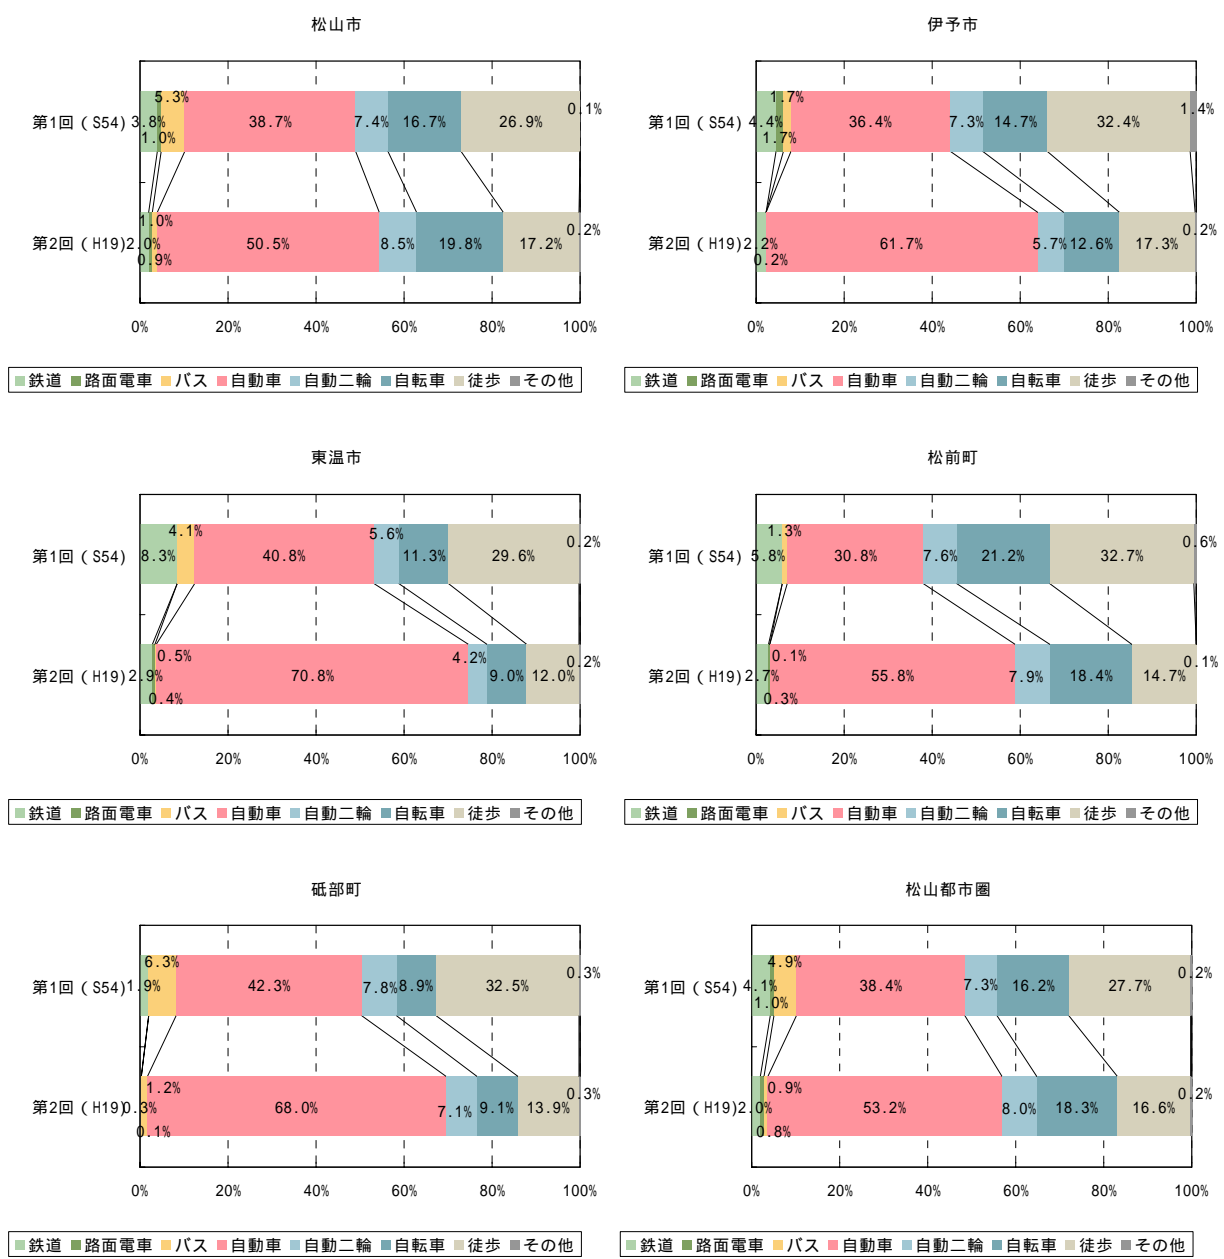 松山市
5.3%
第1回（S54) 3.8% 38.7% 7.4% 16.7% 26.9% 0.1%
1.0%
1.0%
第2回（H19) 2.0% 50.5% 8.5% 19.8% 17.2% 0.2%
0.9%
0% 20% 40% 60% 80% 100%
鉄道 路面電車 バス 自動車 自動二輪 自転車 徒歩 その他
伊予市
1.7%
第1回（S54) 4.4% 36.4% 7.3% 14.7% 32.4% 1.4%
1.7%
第2回（H19) 2.2% 61.7% 5.7% 12.6% 17.3% 0.2%
0.2%
0% 20% 40% 60% 80% 100%
鉄道 路面電車 バス 自動車 自動二輪 自転車 徒歩 その他
東温市
4.1% 5.6% 0.2%
第1回（S54) 8.3% 40.8% 11.3% 29.6%
0.5% 4.2% 0.2%
第2回（H19) 2.9% 70.8% 9.0% 12.0%
0.4%
0% 20% 40% 60% 80% 100%
鉄道 路面電車 バス 自動車 自動二輪 自転車 徒歩 その他
松前町
1.3% 0.6%
第1回（S54) 5.8% 30.8% 7.6% 21.2% 32.7%
0.1% 0.1%
第2回（H19) 2.7% 55.8% 7.9% 18.4% 14.7%
0.3%
0% 20% 40% 60% 80% 100%
鉄道 路面電車 バス 自動車 自動二輪 自転車 徒歩 その他
砥部町
6.3% 0.3%
第1回（S54) 1.9% 42.3% 7.8% 8.9% 32.5%
1.2% 0.3%
第2回（H19) 0.3% 68.0% 7.1% 9.1% 13.9%
0.1%
0% 20% 40% 60% 80% 100%
鉄道 路面電車 バス 自動車 自動二輪 自転車 徒歩 その他
松山都市圏
4.9% 0.2%
第1回（S54) 4.1% 38.4% 7.3% 16.2% 27.7%
1.0%
0.9% 0.2%
第2回（H19) 2.0% 53.2% 8.0% 18.3% 16.6%
0.8%
0% 20% 40% 60% 80% 100%
鉄道 路面電車 バス 自動車 自動二輪 自転車 徒歩 その他